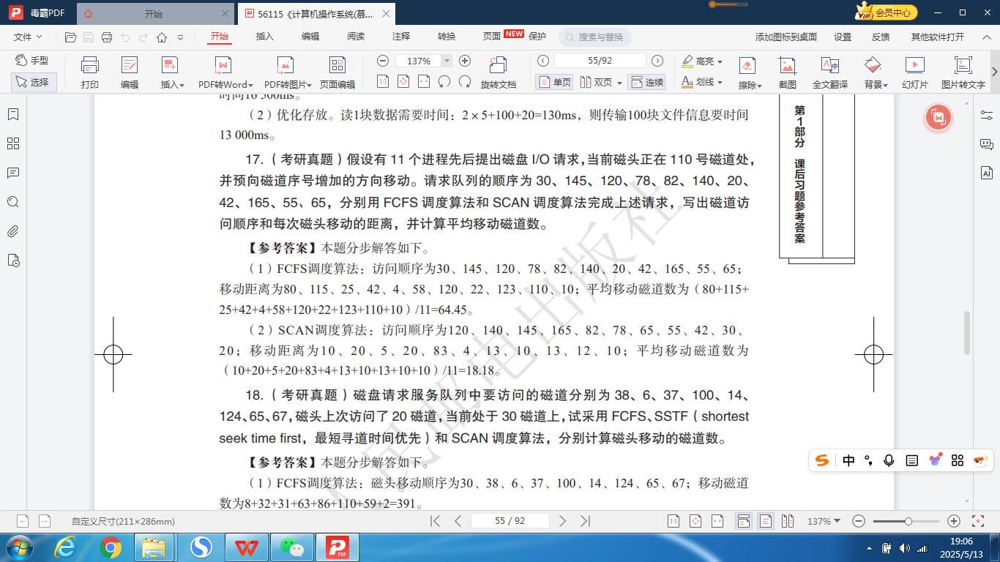 毒霸PDF
开始
56115《计算机操作系统(慕...
会员中心
文件
开始
插入
编辑
阅读
注释
转换
页面
NEW
保护
搜索与替换
添加图标到桌面
设置
反馈
其他软件打开
手型
选择
打印
编辑
插入
PDF转Word
PDF转图片
页面编辑
137%
旋转文档
55/92
单页
双页
连续
高亮
划线
擦除
截图
全文翻译
背景
幻灯片
图片转文字
时间16 500ms。
（2）优化存放。读1块数据需要时间：2×5+100+20=130ms，则传输100块文件信息要时间
13 000ms。
17.（考研真题）假设有 11 个进程先后提出磁盘 I/O 请求，当前磁头正在 110 号磁道处，
并预向磁道序号增加的方向移动。请求队列的顺序为 30、145、120、78、82、140、20、
42、165、55、65，分别用 FCFS 调度算法和 SCAN 调度算法完成上述请求，写出磁道访
问顺序和每次磁头移动的距离，并计算平均移动磁道数。
【参考答案】本题分步解答如下。
（1）FCFS调度算法：访问顺序为30、145、120、78、82、140、20、42、165、55、65；
移动距离为80、115、25、42、4、58、120、22、123、110、10；平均移动磁道数为（80+115+
25+42+4+58+120+22+123+110+10）/11=64.45。
（2）SCAN调度算法：访问顺序为120、140、145、165、82、78、65、55、42、30、
20；移动距离为10、20、5、20、83、4、13、10、13、12、10；平均移动磁道数为
（10+20+5+20+83+4+13+10+13+10+10）/11=18.18。
18.（考研真题）磁盘请求服务队列中要访问的磁道分别为 38、6、37、100、14、
124、65、67，磁头上次访问了 20 磁道，当前处于 30 磁道上，试采用 FCFS、SSTF（shortest
seek time first，最短寻道时间优先）和 SCAN 调度算法，分别计算磁头移动的磁道数。
【参考答案】本题分步解答如下。
（1）FCFS调度算法：磁头移动顺序为30、38、6、37、100、14、124、65、67；移动磁道
数为8+32+31+63+86+110+59+2=391。
第1部分 课后习题参考答案
人民邮电出版社
中
自定义尺寸(211×286mm)
55 / 92
137%
19:06
2025/5/13